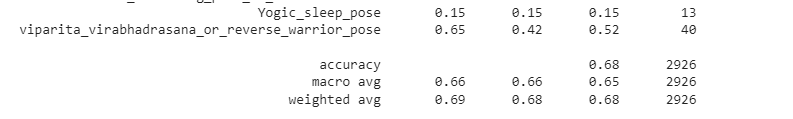 Yogic_sleep_pose 0.15 0.15 0.15 13
viparita_virabhadrasana_or_reverse_warrior_pose 0.65 0.42 0.52 40
accuracy 0.68 2926
macro avg 0.66 0.66 0.65 2926
weighted avg 0.69 0.68 0.68 2926